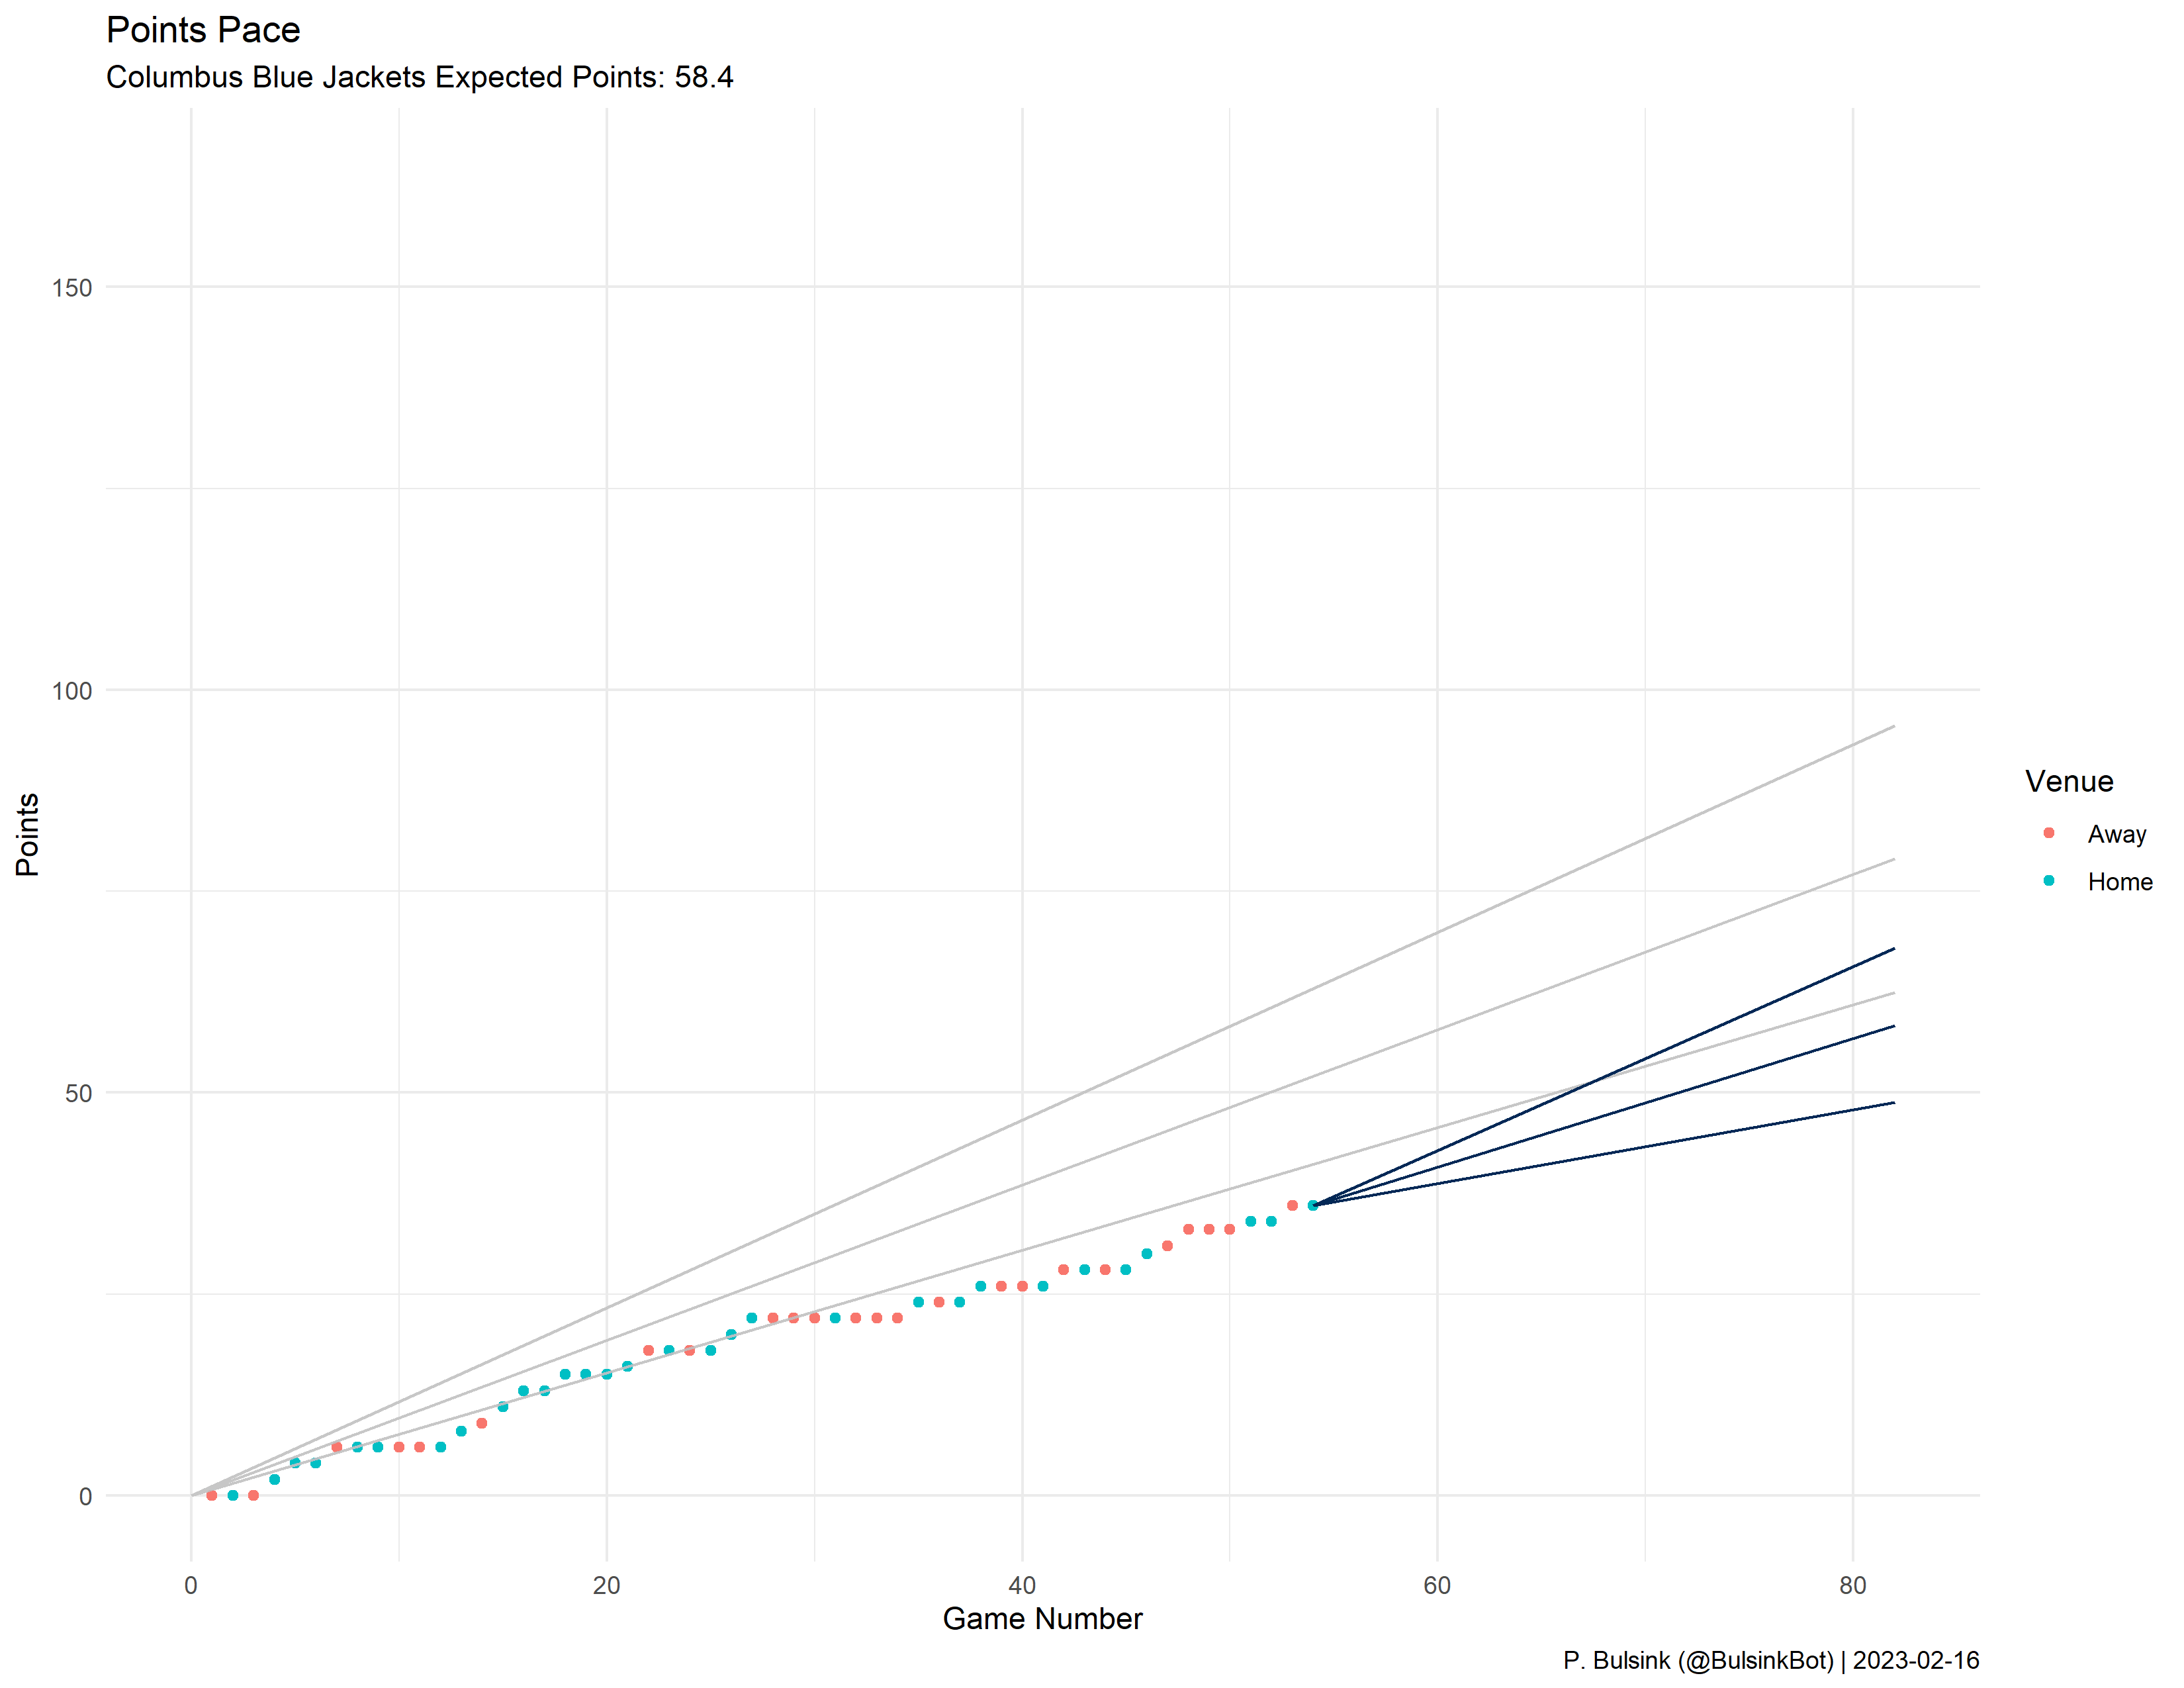 Points Pace
Columbus Blue Jackets Expected Points: 58.4
150
100
50
0
Points
0 20 40 60 80
Game Number
Venue
Away
Home
P. Bulsink (@BulsinkBot) | 2023-02-16